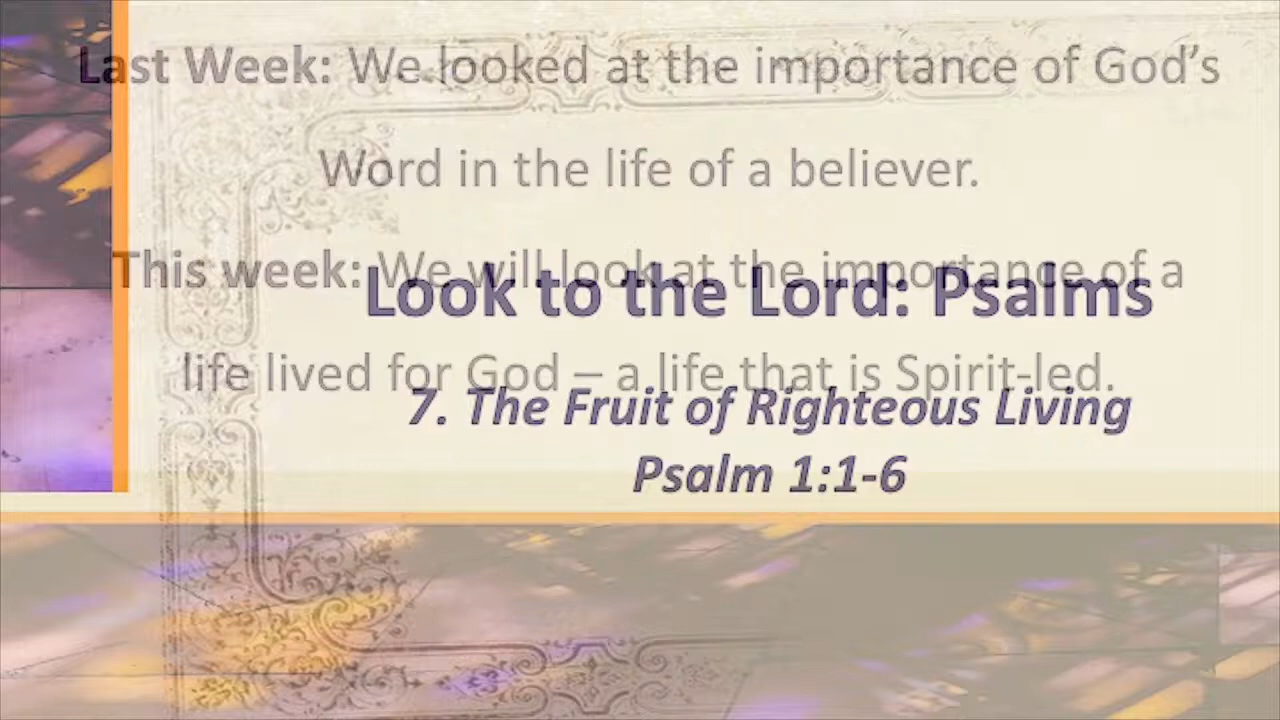 Last Week: We looked at the importance of God’s
Word in the life of a believer.
This week: We will look at the importance of a
life lived for God – a life that is Spirit-led.
Look to the Lord: Psalms
7. The Fruit of Righteous Living
Psalm 1:1-6